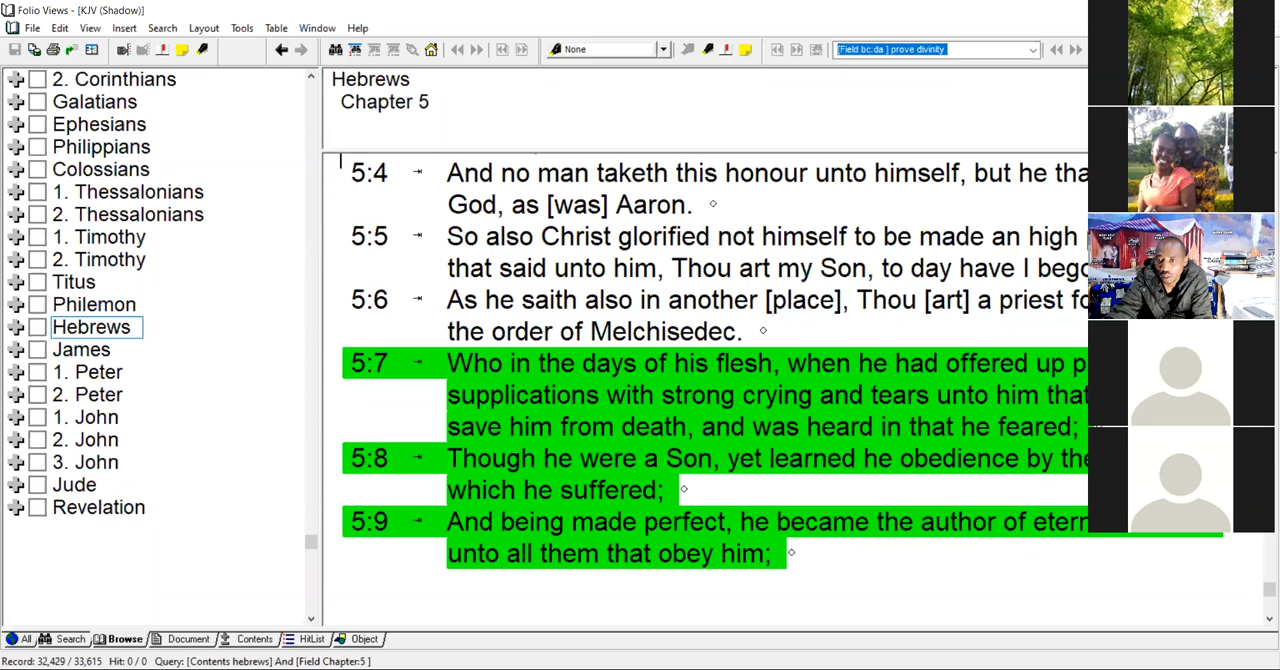 Folio Views - [KJV (Shadow)]
File Edit View Insert Search Layout Tools Table Window Help
None
[Field bc:da ] prove divinity
2. Corinthians
Galatians
Ephesians
Philippians
Colossians
1. Thessalonians
2. Thessalonians
1. Timothy
2. Timothy
Titus
Philemon
Hebrews
James
1. Peter
2. Peter
1. John
2. John
3. John
Jude
Revelation
Hebrews
Chapter 5
5:4 And no man taketh this honour unto himself, but he tha
God, as [was] Aaron.
5:5 So also Christ glorified not himself to be made an high
that said unto him, Thou art my Son, to day have I bego
5:6 As he saith also in another [place], Thou [art] a priest fo
the order of Melchisedec.
5:7 Who in the days of his flesh, when he had offered up p
supplications with strong crying and tears unto him that
save him from death, and was heard in that he feared;
5:8 Though he were a Son, yet learned he obedience by the
which he suffered;
5:9 And being made perfect, he became the author of etern
unto all them that obey him;
All Search Browse Document Contents HitList Object
Record: 32,429 / 33,615 Hit: 0 / 0 Query: [Contents hebrews] And [Field Chapter:5 ]